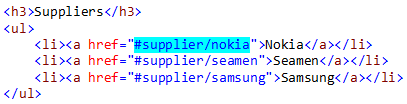 <h3>Suppliers</h3>
<ul>
<li><a href="#supplier/nokia">Nokia</a></li>
<li><a href="#supplier/seamen">Seamen</a></li>
<li><a href="#supplier/samsung">Samsung</a></li>
</ul>